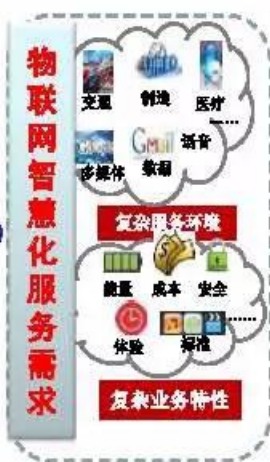 物联网智慧化服务需求
交通 制造 医疗
......
多媒体 Gmail 数据 语音
复杂服务环境
能量 成本 安全
体验 标准 ......
复杂业务特性